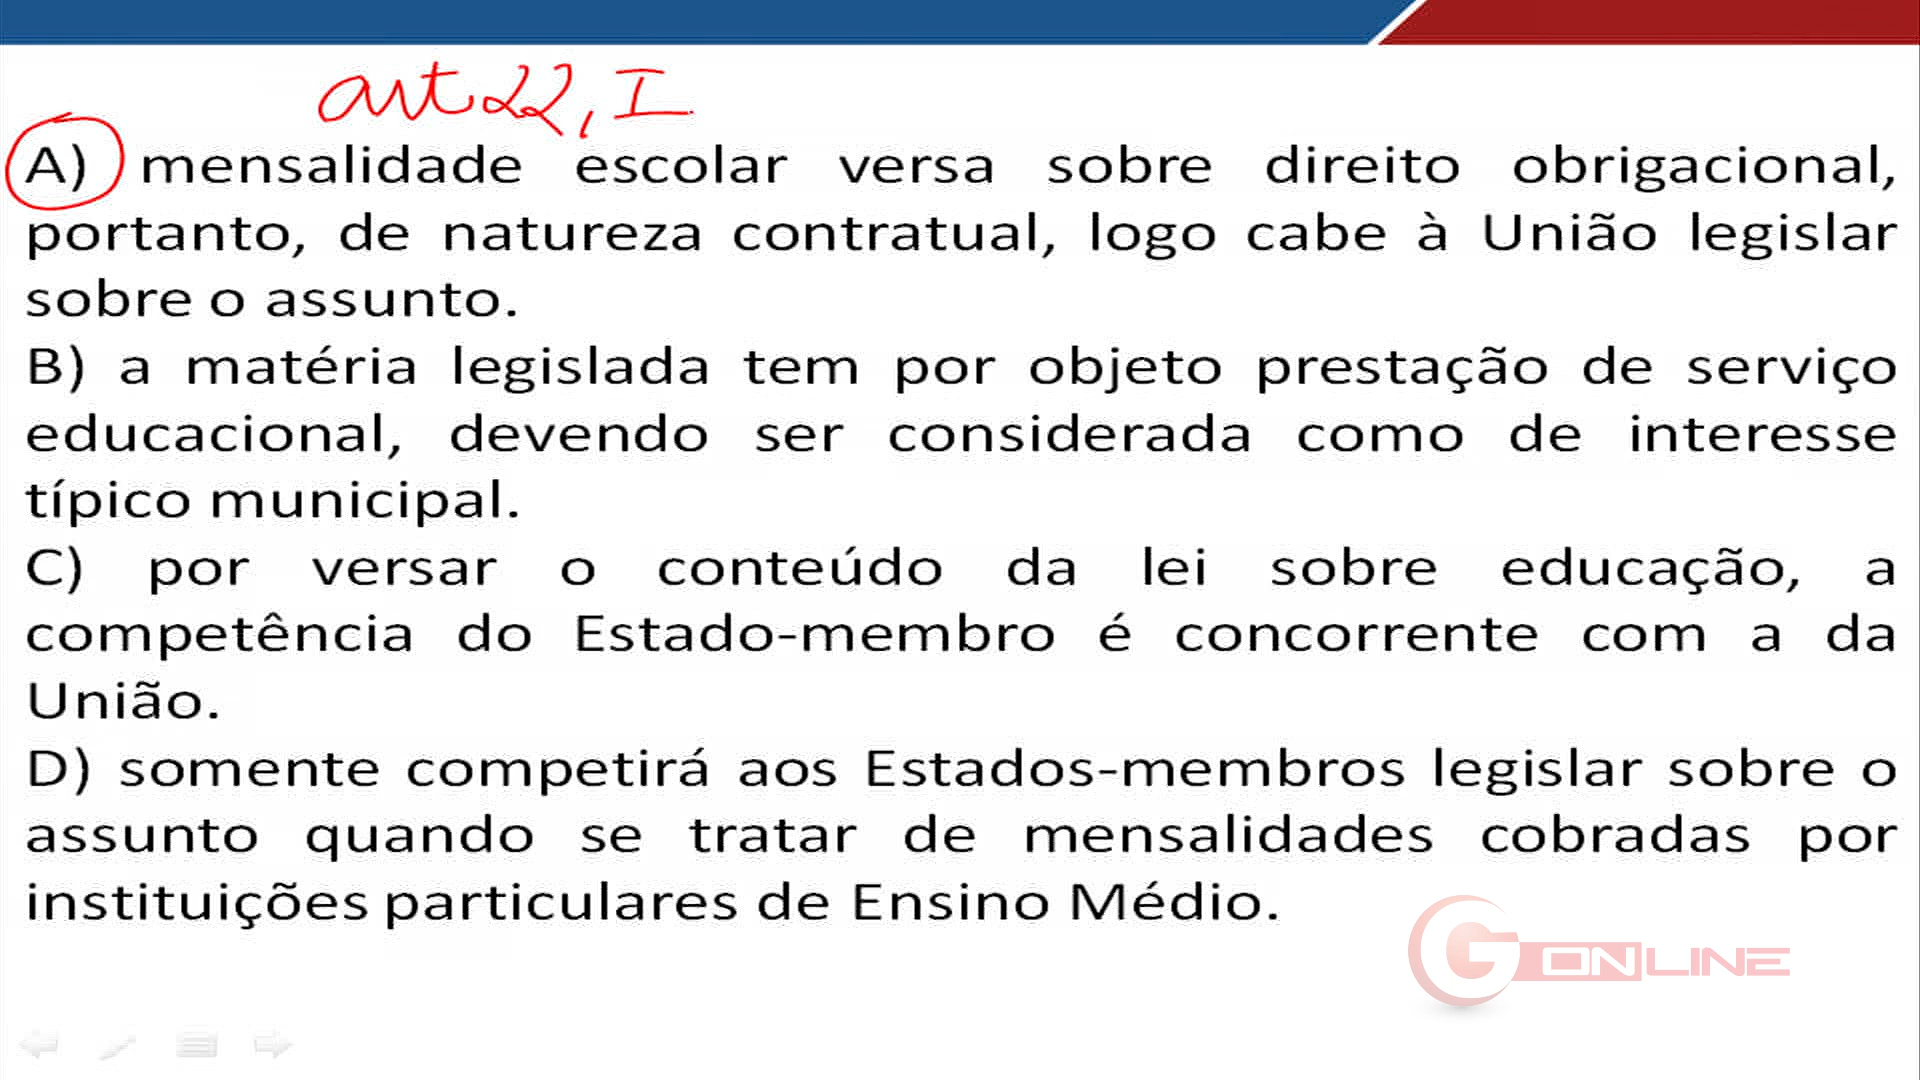 art 22, I
A) mensalidade escolar versa sobre direito obrigacional,
portanto, de natureza contratual, logo cabe à União legislar
sobre o assunto.
B) a matéria legislada tem por objeto prestação de serviço
educacional, devendo ser considerada como de interesse
típico municipal.
C) por versar o conteúdo da lei sobre educação, a
competência do Estado-membro é concorrente com a da
União.
D) somente competirá aos Estados-membros legislar sobre o
assunto quando se tratar de mensalidades cobradas por
instituições particulares de Ensino Médio.
G ONLINE